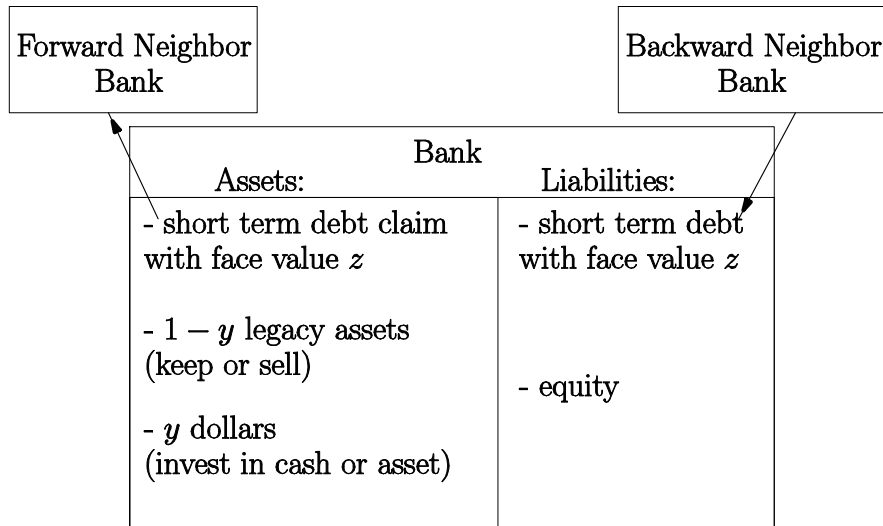 Forward Neighbor
Bank
Backward Neighbor
Bank
Bank
Assets:
Liabilities:
- short term debt claim
with face value z
- 1 − y legacy assets
(keep or sell)
- y dollars
(invest in cash or asset)
- short term debt
with face value z
- equity